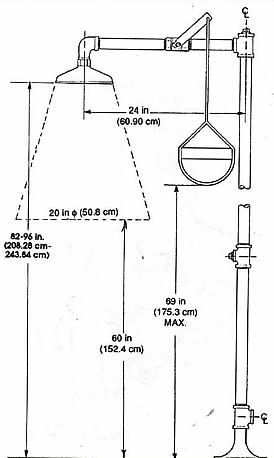 ℄
24 in
(60.90 cm)
20 in ϕ (50.8 cm)
82-96 in.
(208.28 cm-
243.84 cm)
69 in
(175.3 cm)
MAX.
60 in
(152.4 cm)
℄